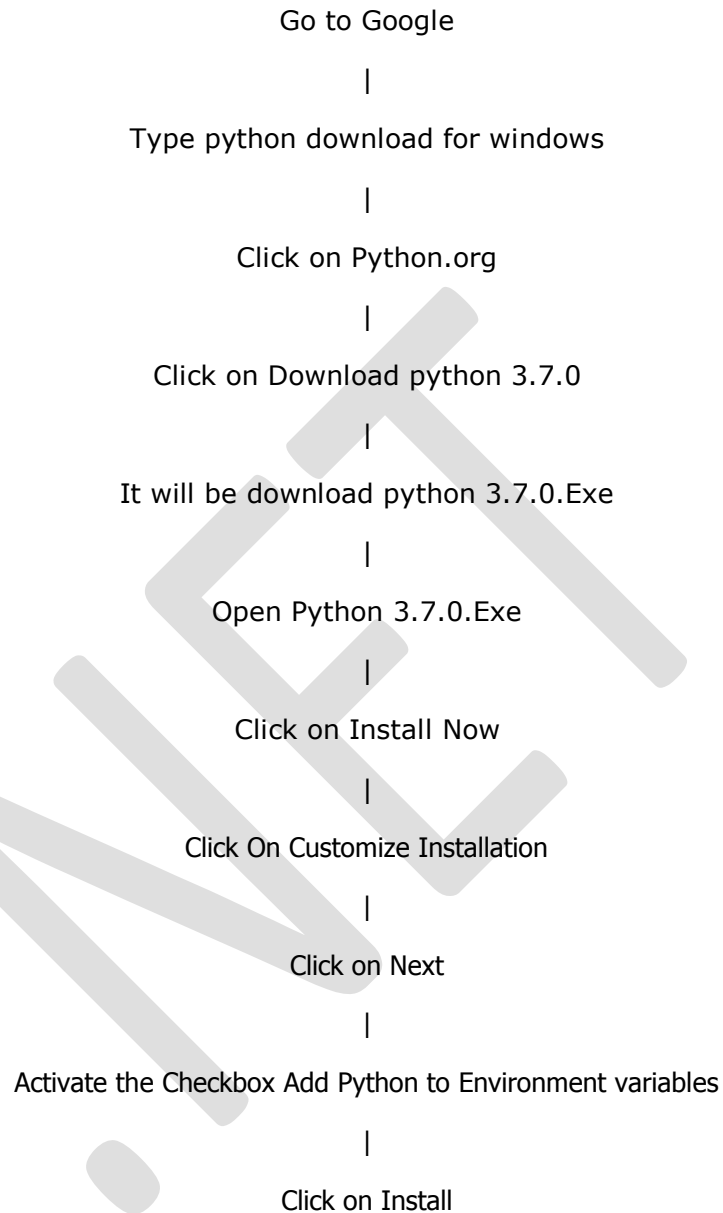 Go to Google
|
Type python download for windows
|
Click on Python.org
|
Click on Download python 3.7.0
|
It will be download python 3.7.0.Exe
|
Open Python 3.7.0.Exe
|
Click on Install Now
|
Click On Customize Installation
|
Click on Next
|
Activate the Checkbox Add Python to Environment variables
|
Click on Install
.NET